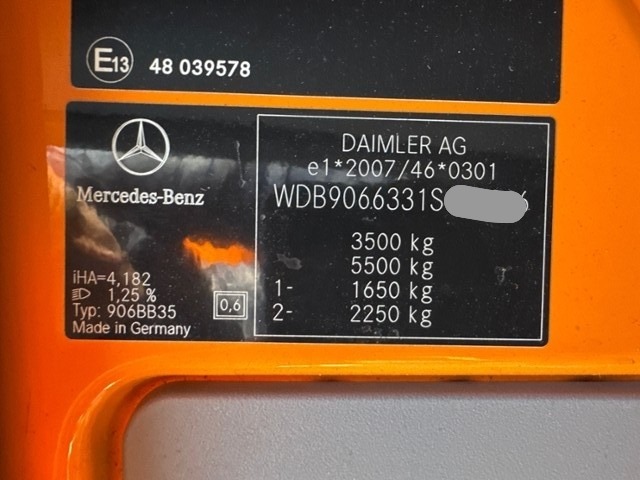 E13 48 039578
Mercedes-Benz
iHA=4,182
1,25 %
Typ: 906BB35
Made in Germany
0,6
DAIMLER AG
e1*2007/46*0301
WDB9066331S 6
3500 kg
5500 kg
1- 1650 kg
2- 2250 kg